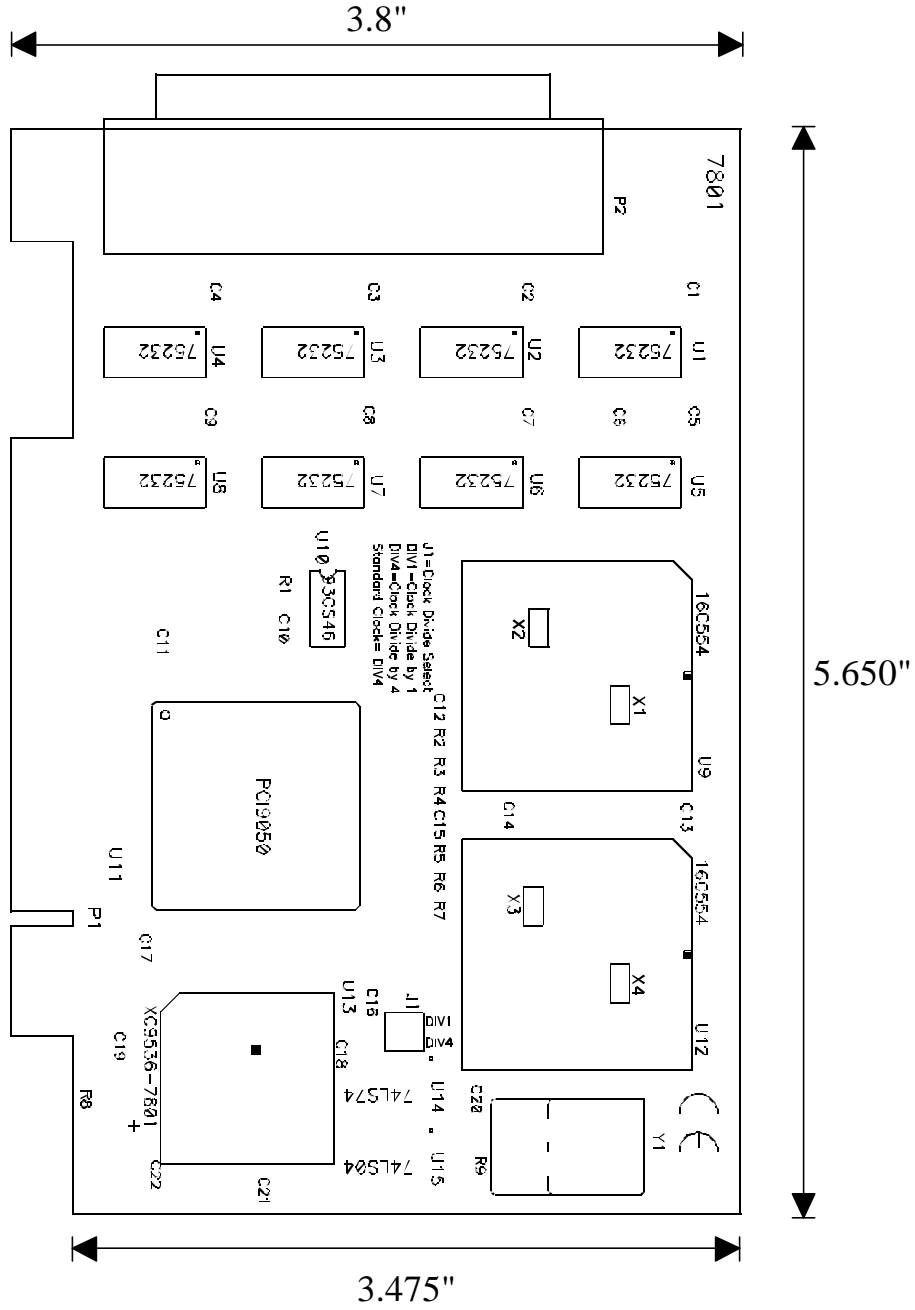 3.8"
7801
P2
C4
C3
C2
C1
75232
U4
75232
U3
75232
U2
75232
U1
C9
C8
C7
C6
C5
75232
U8
75232
U7
75232
U6
75232
U5
U10
93CS46
R1
C10
C11
J1=Clock Divide Select
DIV1=Clock Divide by 1
DIV4=Clock Divide by 4
Standard Clock= DIV4
16C554
X2
X1
U9
5.650"
C12
R2
R3
R4
C15
R5
R6
R7
C14
C13
PCI9050
U11
P1
16C554
X3
X4
U12
C17
U13
C16
J1
DIV1
DIV4
XC9536-7801
C18
C19
R8
+
74LS74
U14
C20
74LS04
U15
R9
Y1
CE
C22
C21
3.475"